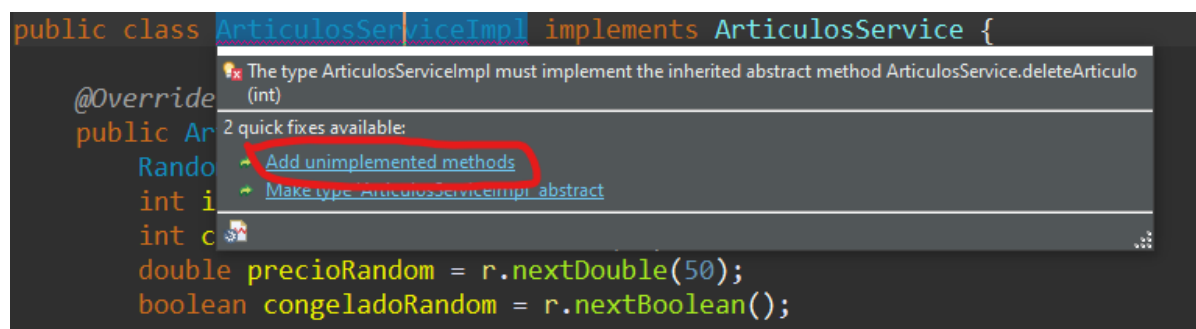 public class ArticulosServiceImpl implements ArticulosService {
The type ArticulosServiceImpl must implement the inherited abstract method ArticulosService.deleteArticulo
(int)
@Override
public Ar
2 quick fixes available:
Add unimplemented methods
Rando
Make type 'ArticulosServiceImpl' abstract
int i
int c
double precioRandom = r.nextDouble(50);
boolean congeladoRandom = r.nextBoolean();